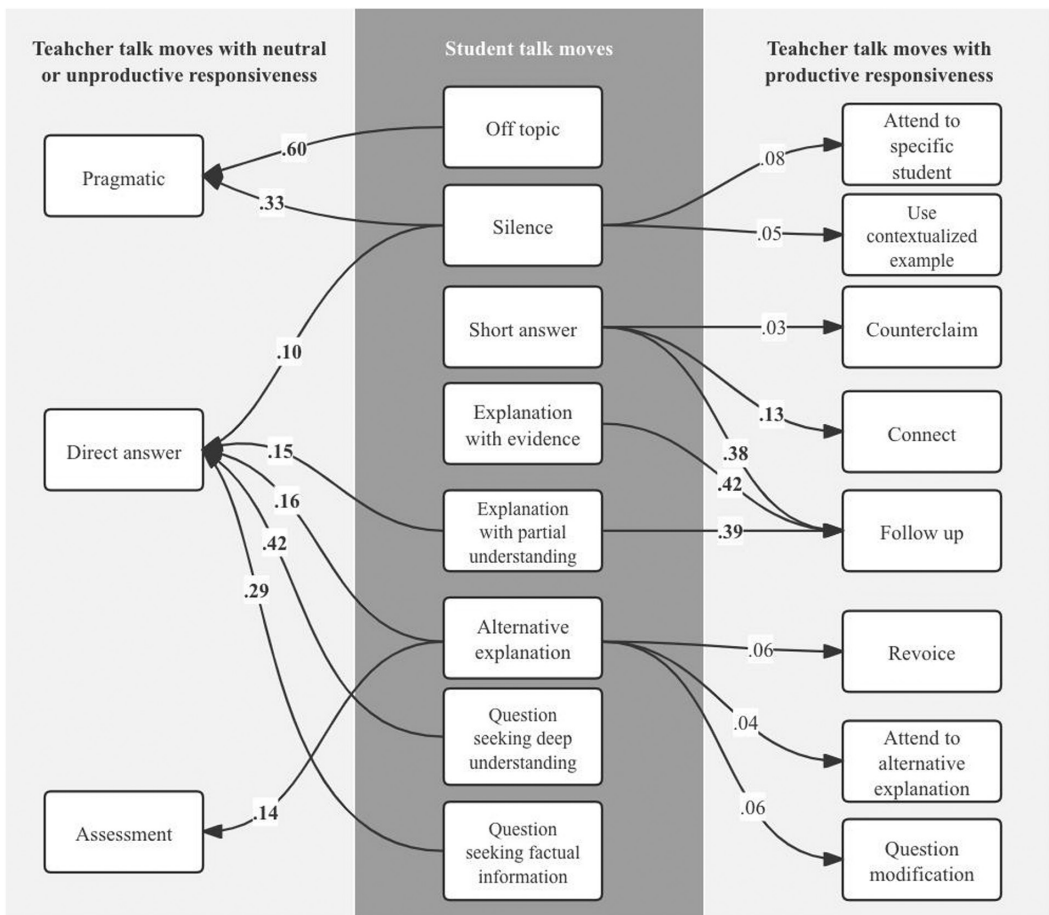 Teahcher talk moves with neutral
or unproductive responsiveness
Student talk moves
Teahcher talk moves with
productive responsiveness
Pragmatic
Direct answer
Assessment
.60
.33
.10
.15
.16
.42
.29
.14
Off topic
Silence
Short answer
Explanation
with evidence
Explanation
with partial
understanding
Alternative
explanation
Question
seeking deep
understanding
Question
seeking factual
information
.08
.05
.03
.13
.38
.42
.39
.06
.04
.06
Attend to
specific
student
Use
contextualized
example
Counterclaim
Connect
Follow up
Revoice
Attend to
alternative
explanation
Question
modification